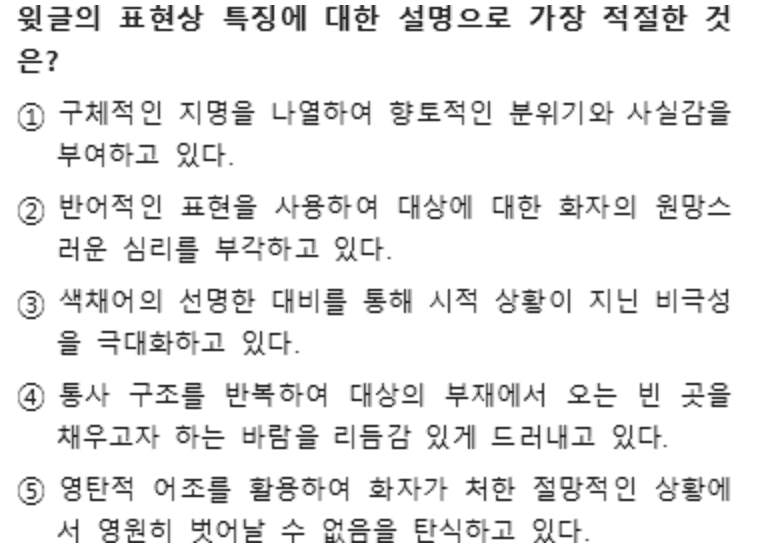 윗글의 표현상 특징에 대한 설명으로 가장 적절한 것
은?
① 구체적인 지명을 나열하여 향토적인 분위기와 사실감을
부여하고 있다.
② 반어적인 표현을 사용하여 대상에 대한 화자의 원망스
러운 심리를 부각하고 있다.
③ 색채어의 선명한 대비를 통해 시적 상황이 지닌 비극성
을 극대화하고 있다.
④ 통사 구조를 반복하여 대상의 부재에서 오는 빈 곳을
채우고자 하는 바람을 리듬감 있게 드러내고 있다.
⑤ 영탄적 어조를 활용하여 화자가 처한 절망적인 상황에
서 영원히 벗어날 수 없음을 탄식하고 있다.